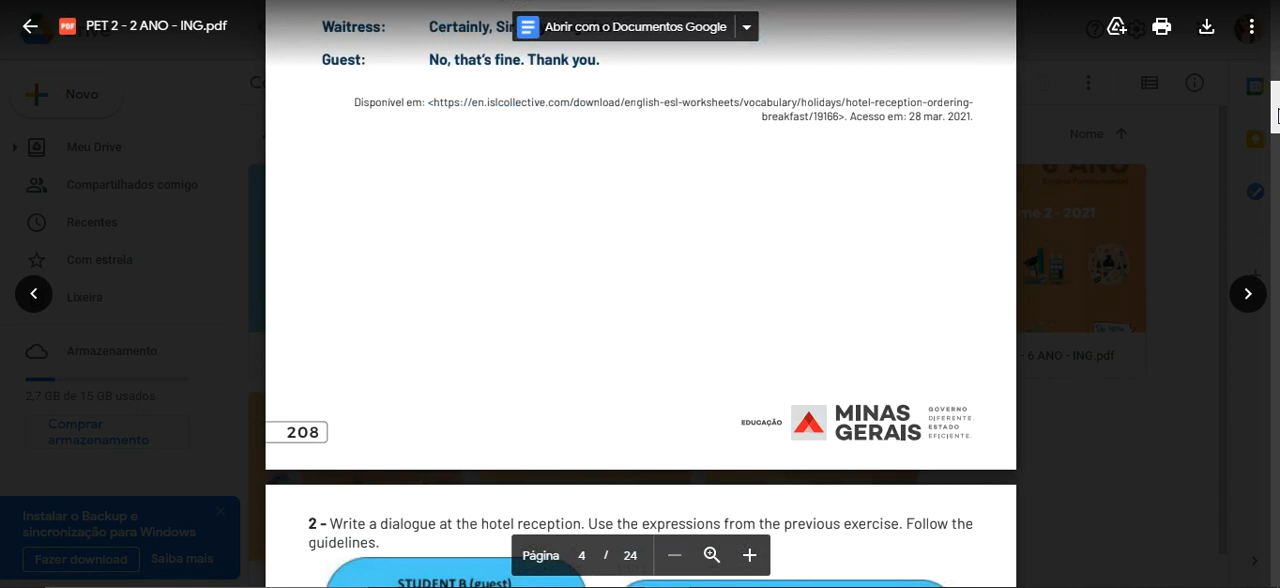 PET 2 - 2 ANO - ING.pdf
Abrir com o Documentos Google
Waitress: Certainly, Sir
Guest: No, that's fine. Thank you.
Disponível em: <https://en.islcollective.com/download/english-esl-worksheets/vocabulary/holidays/hotel-reception-ordering-
breakfast/19166>. Acesso em: 28 mar. 2021.
Novo
Meu Drive
Compartilhados comigo
Recentes
Com estrela
Lixeira
Armazenamento
2,7 GB de 15 GB usados
Comprar
armazenamento
Instalar o Backup e
sincronização para Windows
Fazer download Saiba mais
Nome
6 ANO
me 2 - 2021
- 6 ANO - ING.pdf
208
EDUCAÇÃO
MINAS
GERAIS
GOVERNO
DIFERENTE.
ESTADO
EFICIENTE.
2 - Write a dialogue at the hotel reception. Use the expressions from the previous exercise. Follow the
guidelines.
Página 4 / 24
STUDENT B (guest)